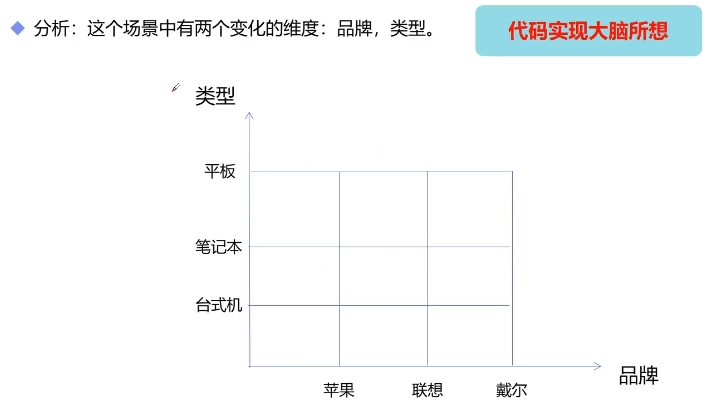 分析：这个场景中有两个变化的维度：品牌，类型。
代码实现大脑所想
类型
平板
笔记本
台式机
苹果
联想
戴尔
品牌